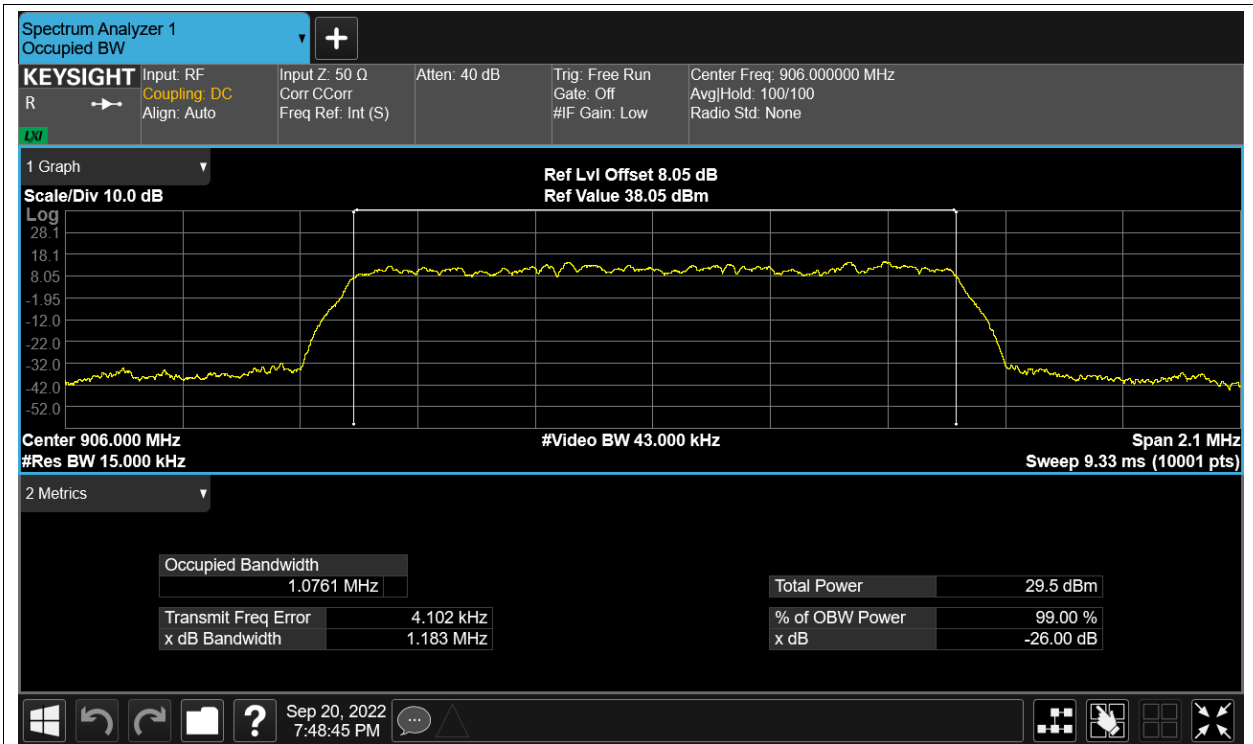 Spectrum Analyzer 1
Occupied BW
KEYSIGHT
R
LXI
Input: RF
Coupling: DC
Align: Auto
Input Z: 50 Ω
Corr CCorr
Freq Ref: Int (S)
Atten: 40 dB
Trig: Free Run
Gate: Off
#IF Gain: Low
Center Freq: 906.000000 MHz
Avg|Hold: 100/100
Radio Std: None
1 Graph
Scale/Div 10.0 dB
Ref Lvl Offset 8.05 dB
Ref Value 38.05 dBm
Log
28.1
18.1
8.05
-1.95
-12.0
-22.0
-32.0
-42.0
-52.0
Center 906.000 MHz
#Res BW 15.000 kHz
#Video BW 43.000 kHz
Span 2.1 MHz
Sweep 9.33 ms (10001 pts)
2 Metrics
Occupied Bandwidth
1.0761 MHz
Transmit Freq Error 4.102 kHz
x dB Bandwidth 1.183 MHz
Total Power 29.5 dBm
% of OBW Power 99.00 %
x dB -26.00 dB
Sep 20, 2022
7:48:45 PM